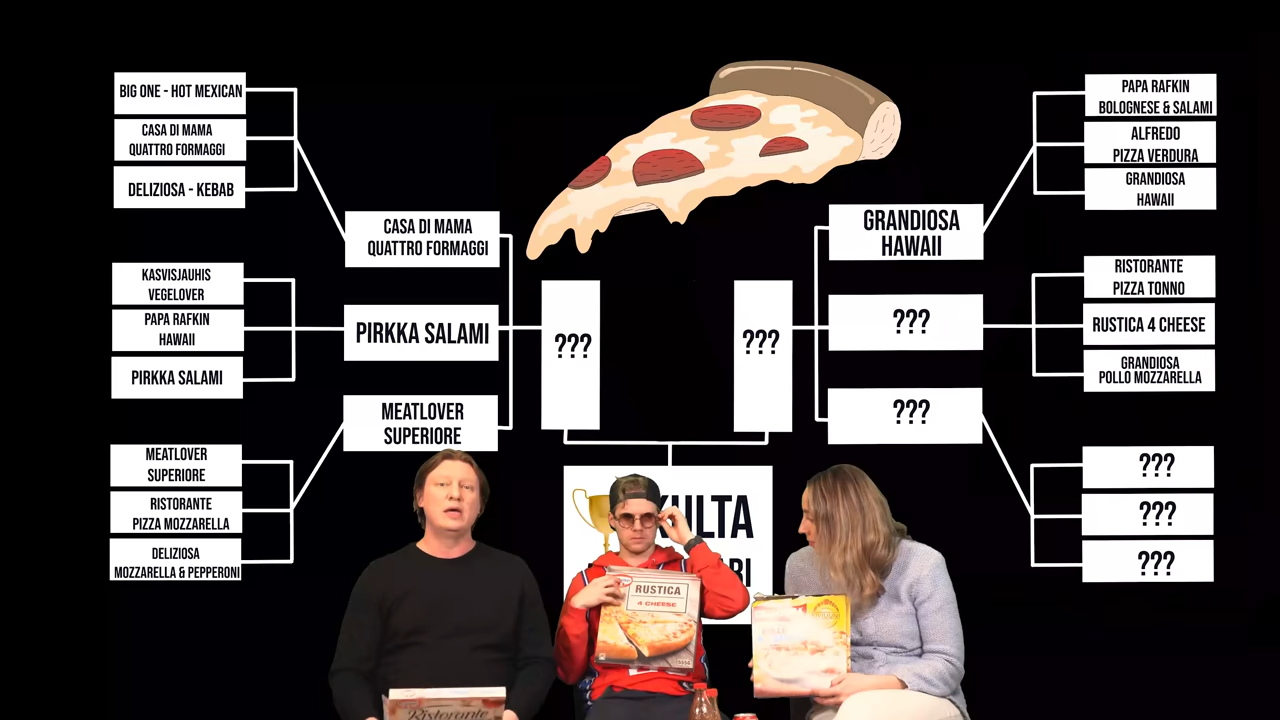 BIG ONE - HOT MEXICAN
CASA DI MAMA
QUATTRO FORMAGGI
DELIZIOSA - KEBAB
KASVISJAUHIS
VEGELOVER
PAPA RAFKIN
HAWAII
PIRKKA SALAMI
MEATLOVER
SUPERIORE
RISTORANTE
PIZZA MOZZARELLA
DELIZIOSA
MOZZARELLA & PEPPERONI
CASA DI MAMA
QUATTRO FORMAGGI
PIRKKA SALAMI
MEATLOVER
SUPERIORE
???
???
GRANDIOSA
HAWAII
???
???
PAPA RAFKIN
BOLOGNESE & SALAMI
ALFREDO
PIZZA VERDURA
GRANDIOSA
HAWAII
RISTORANTE
PIZZA TONNO
RUSTICA 4 CHEESE
GRANDIOSA
POLLO MOZZARELLA
???
???
???
RUSTICA
4 CHEESE
Ristorante